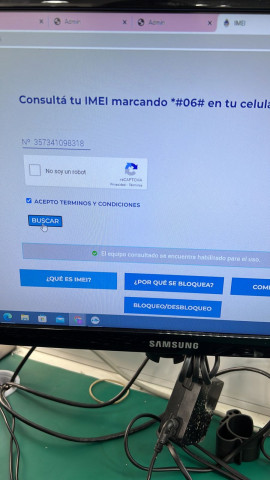 Acmir
Acmir
IMEI
Consultá tu IMEI marcando *#06# en tu celula
Nº 357341098318
No soy un robot
reCAPTCHA
Privacidad - Términos
ACEPTO TERMINOS Y CONDICIONES
BUSCAR
El equipo consultado se encuentra habilitado para el uso.
¿QUÉ ES IMEI?
¿POR QUÉ SE BLOQUEA?
COM
BLOQUEO/DESBLOQUEO
SAMSUNG